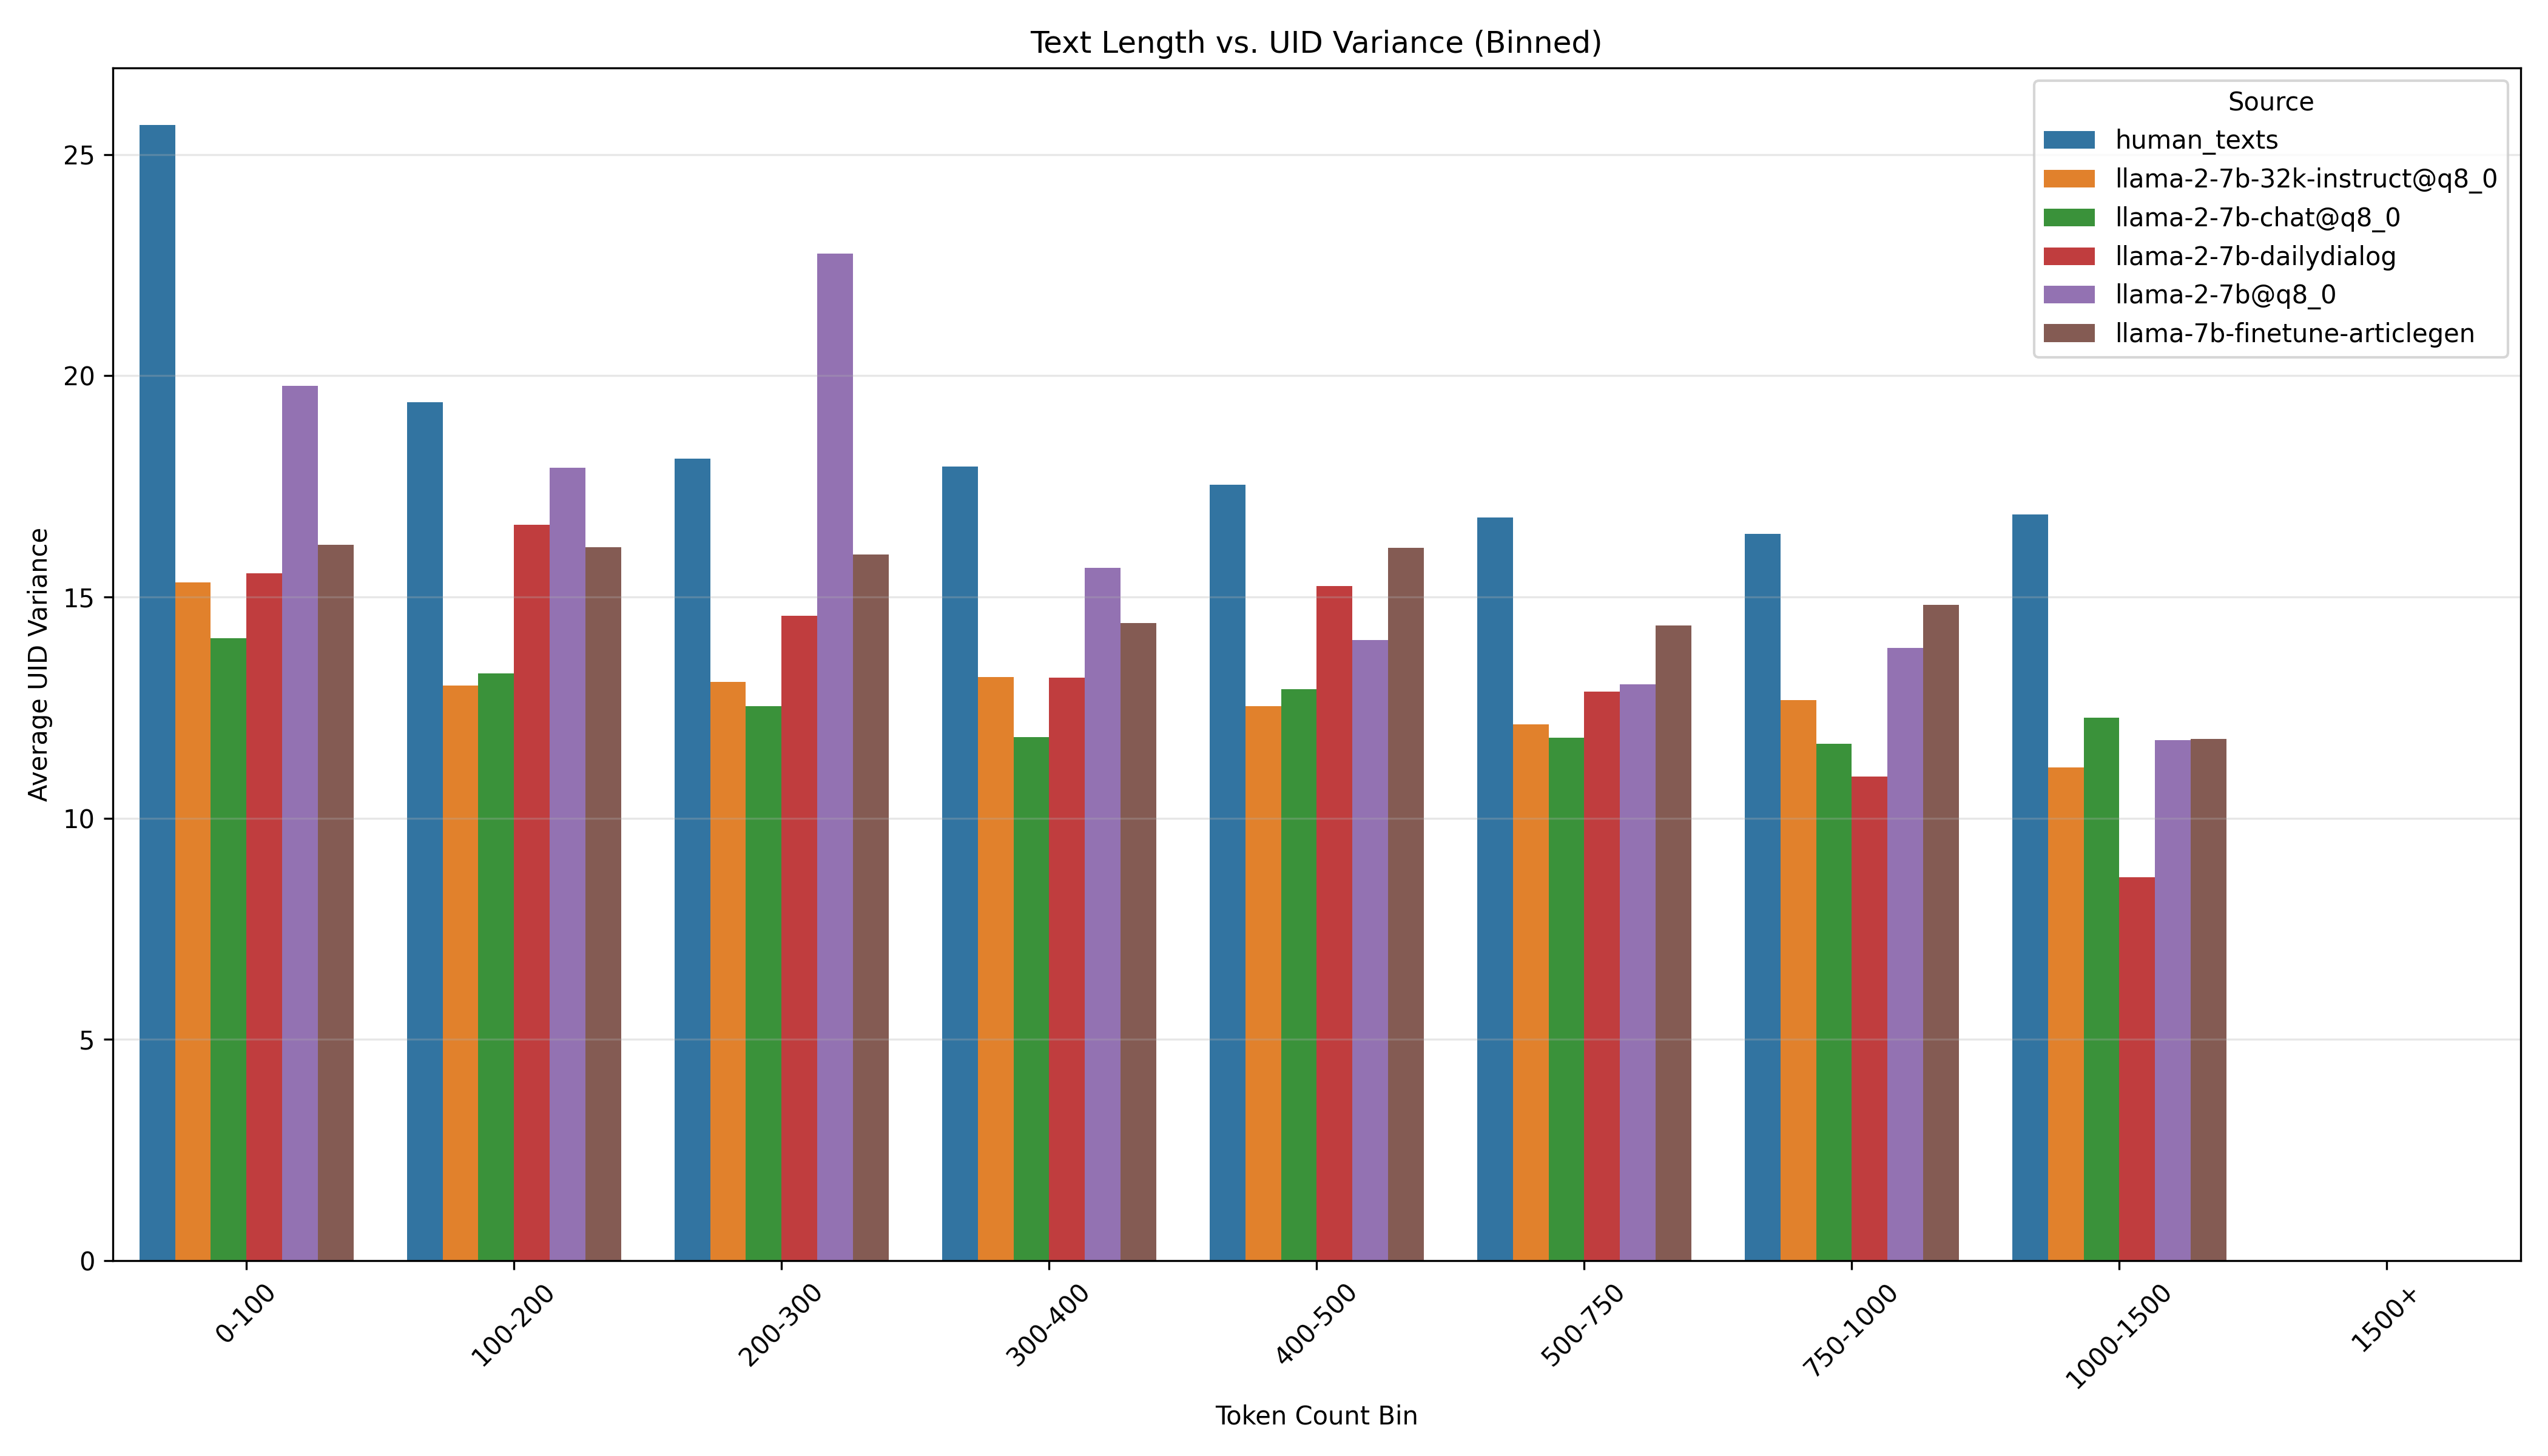 Text Length vs. UID Variance (Binned)
Source
human_texts
llama-2-7b-32k-instruct@q8_0
llama-2-7b-chat@q8_0
llama-2-7b-dailydialog
llama-2-7b@q8_0
llama-7b-finetune-articlegen
Average UID Variance
25
20
15
10
5
0
0-100
100-200
200-300
300-400
400-500
500-750
750-1000
1000-1500
1500+
Token Count Bin